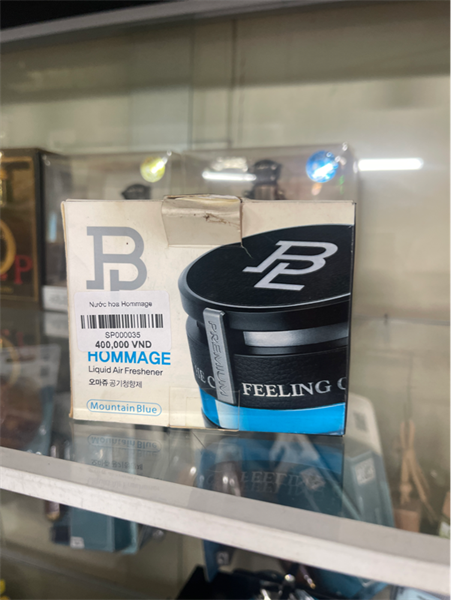 Nước hoa Hommage
SP000035
400,000 VND
HOMMAGE
Liquid Air Freshener
오마쥬 공기청향제
Mountain Blue
PREMIUM
FEELING